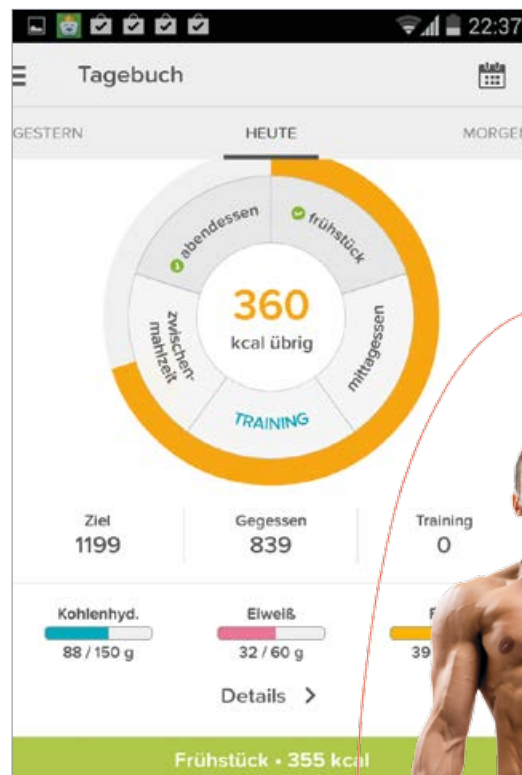 22:37
Tagebuch
GESTERN
HEUTE
abendessen
frühstück
360
kcal übrig
zwischen-
mahlzeit
mittagessen
TRAINING
Ziel
Gegessen
Training
1199
839
0
Kohlenhyd.
Eiweiß
88 / 150 g
32 / 60 g
39
Details >
Frühstück • 355 kcal